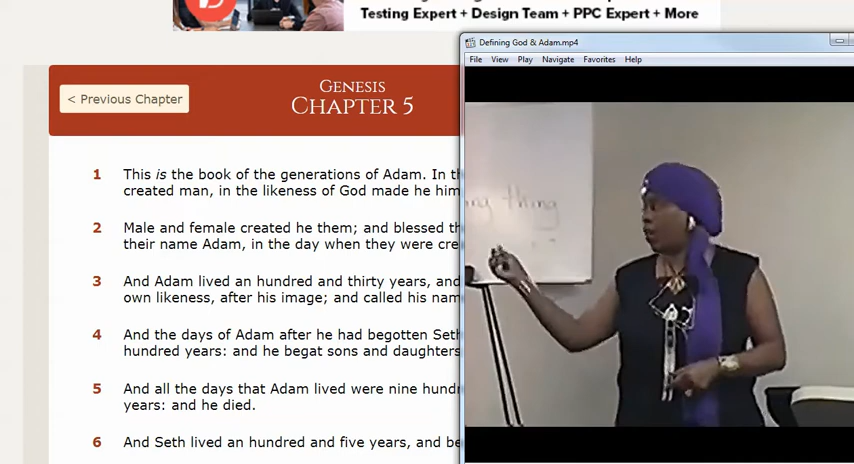 Testing Expert + Design Team + PPC Expert + More
Defining God & Adam.mp4
File View Play Navigate Favorites Help
< Previous Chapter
GENESIS
CHAPTER 5
1 This is the book of the generations of Adam. In
created man, in the likeness of God made he him
2 Male and female created he them; and blessed
their name Adam, in the day when they were
3 And Adam lived an hundred and thirty years, and
own likeness, after his image; and called his
4 And the days of Adam after he had begotten Seth
hundred years: and he begat sons and daughters
5 And all the days that Adam lived were nine
years: and he died.
6 And Seth lived an hundred and five years, and
thing